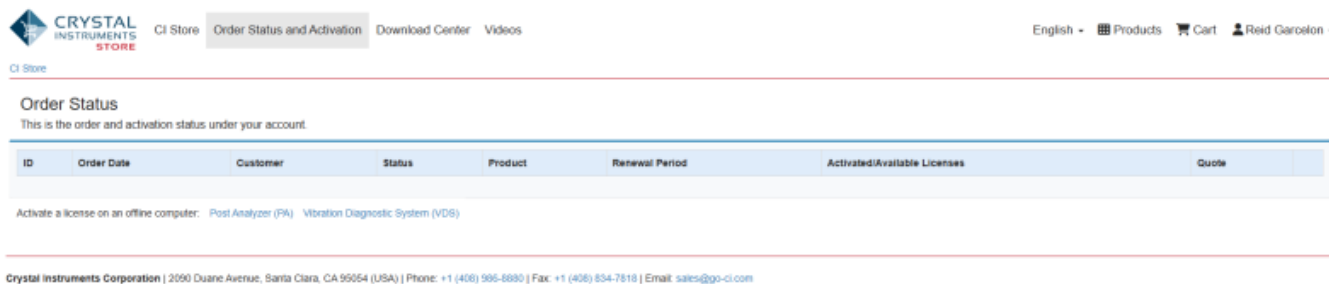 CRYSTAL INSTRUMENTS STORE
CI Store Order Status and Activation Download Center Videos English Products Cart Reid Garcelon
CI Store
Order Status
This is the order and activation status under your account.
ID Order Date Customer Status Product Renewal Period Activated/Available Licenses Quote
Activate a license on an offline computer: Post Analyzer (PA) Vibration Diagnostic System (VDS)
Crystal Instruments Corporation | 2090 Duane Avenue, Santa Clara, CA 95054 (USA) | Phone: +1 (408) 986-8880 | Fax: +1 (408) 834-7818 | Email: sales@go-ci.com